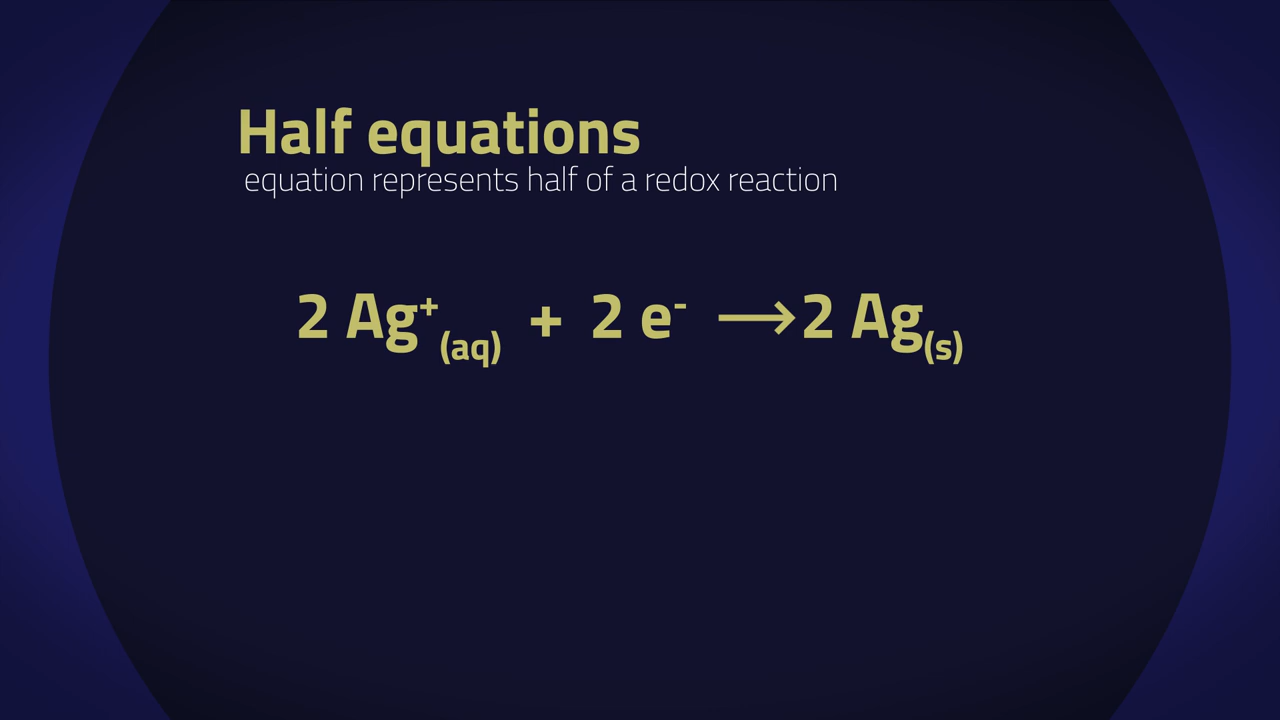 Half equations
equation represents half of a redox reaction
2 Ag⁺(aq) + 2 e⁻ ⟶ 2 Ag(s)